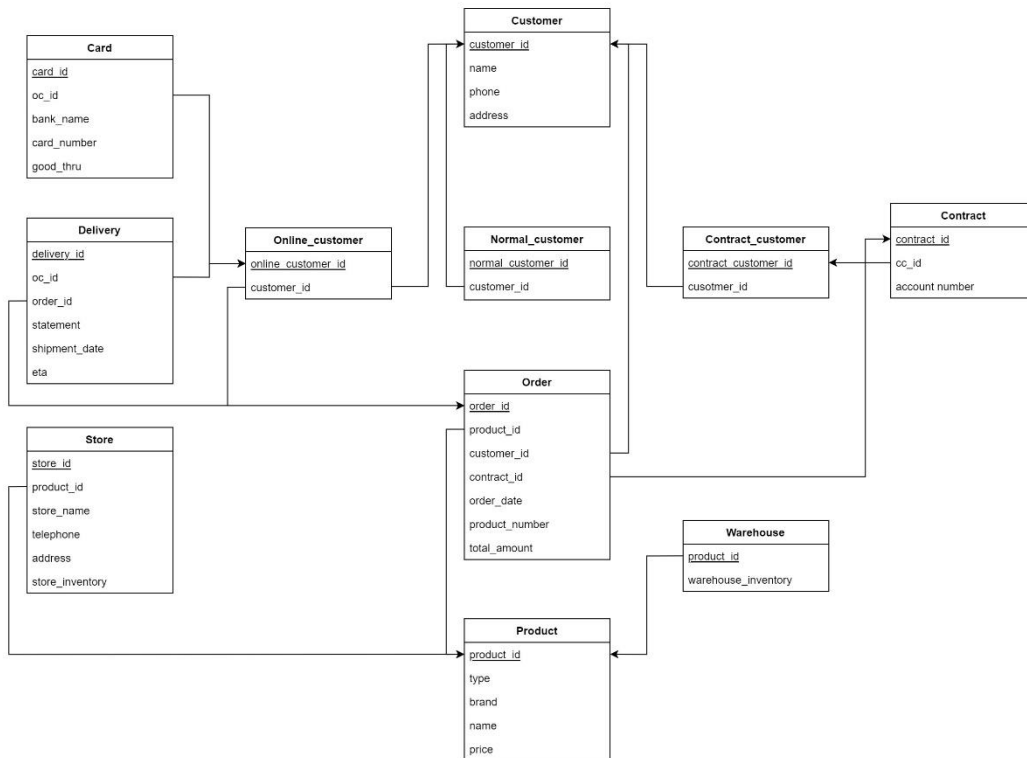 Customer
customer_id
name
phone
address
Card
card_id
oc_id
bank_name
card_number
good_thru
Delivery
delivery_id
oc_id
order_id
statement
shipment_date
eta
Online_customer
online_customer_id
customer_id
Normal_customer
normal_customer_id
customer_id
Contract_customer
contract_customer_id
cusotmer_id
Contract
contract_id
cc_id
account number
Order
order_id
product_id
customer_id
contract_id
order_date
product_number
total_amount
Store
store_id
product_id
store_name
telephone
address
store_inventory
Warehouse
product_id
warehouse_inventory
Product
product_id
type
brand
name
price